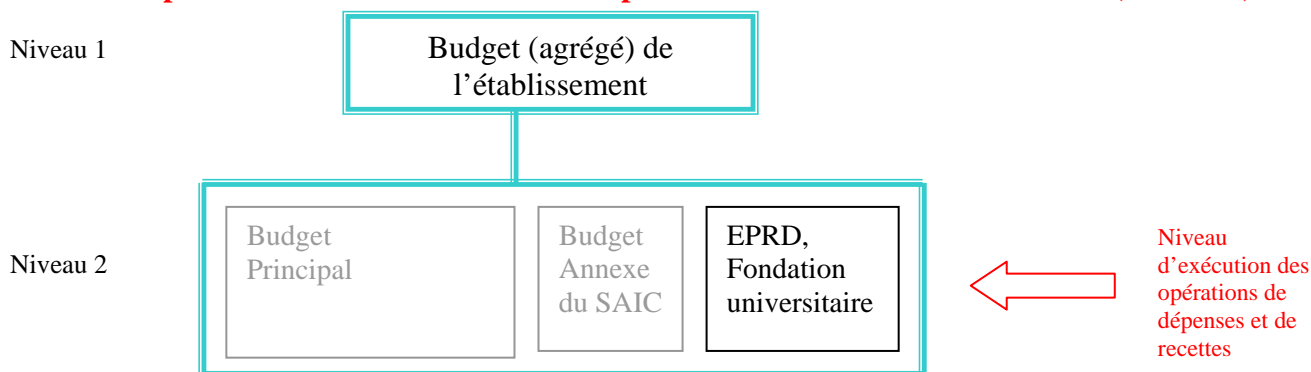 Niveau 1
Budget (agrégé) de
l’établissement
Niveau 2
Budget
Principal
Budget
Annexe
du SAIC
EPRD,
Fondation
universitaire
Niveau
d’exécution des
opérations de
dépenses et de
recettes